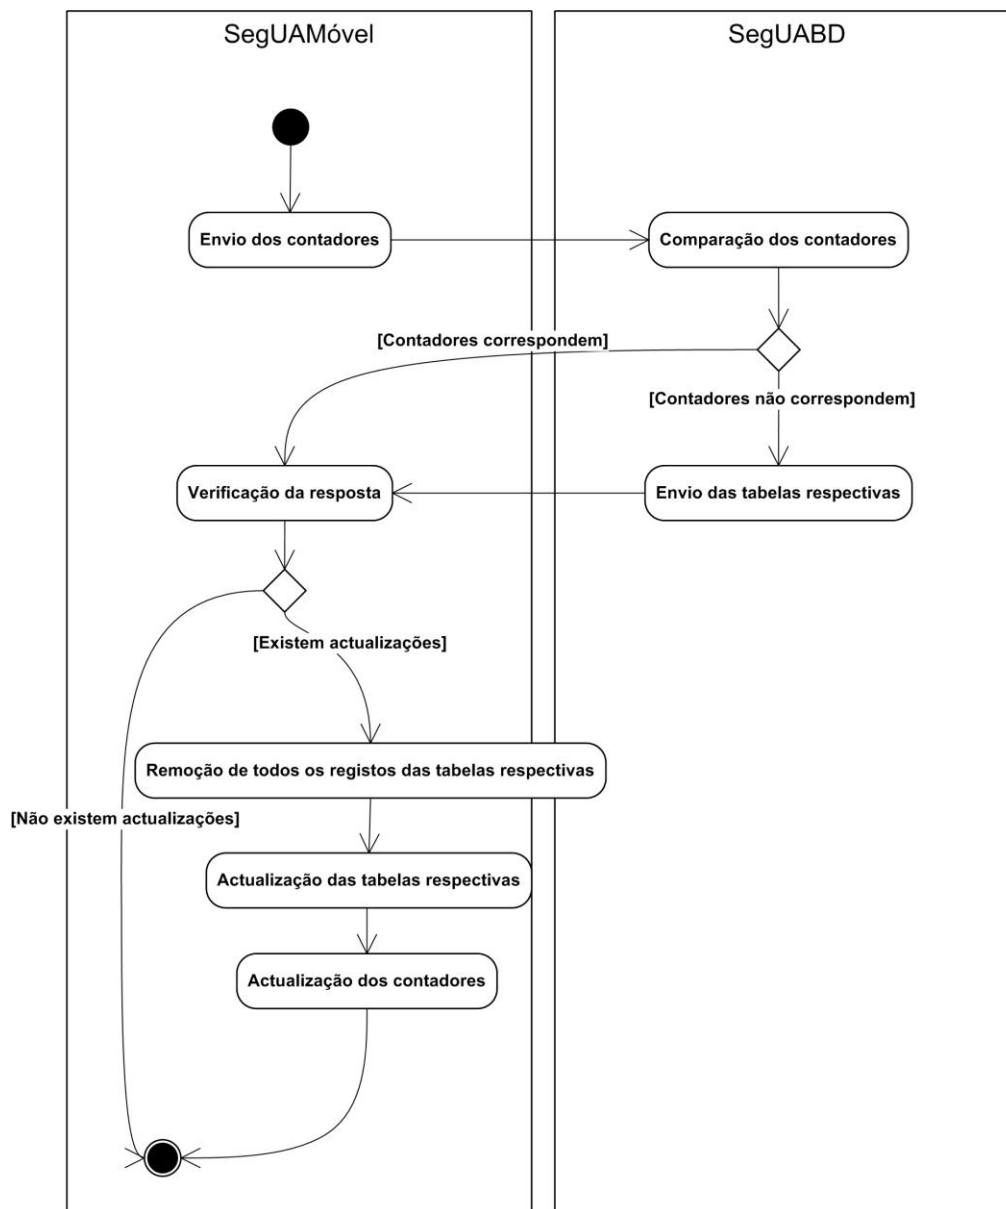 SegUAMóvel
SegUABD
Envio dos contadores
Comparação dos contadores
[Contadores correspondem]
[Contadores não correspondem]
Verificação da resposta
Envio das tabelas respectivas
[Existem actualizações]
Remoção de todos os registos das tabelas respectivas
[Não existem actualizações]
Actualização das tabelas respectivas
Actualização dos contadores